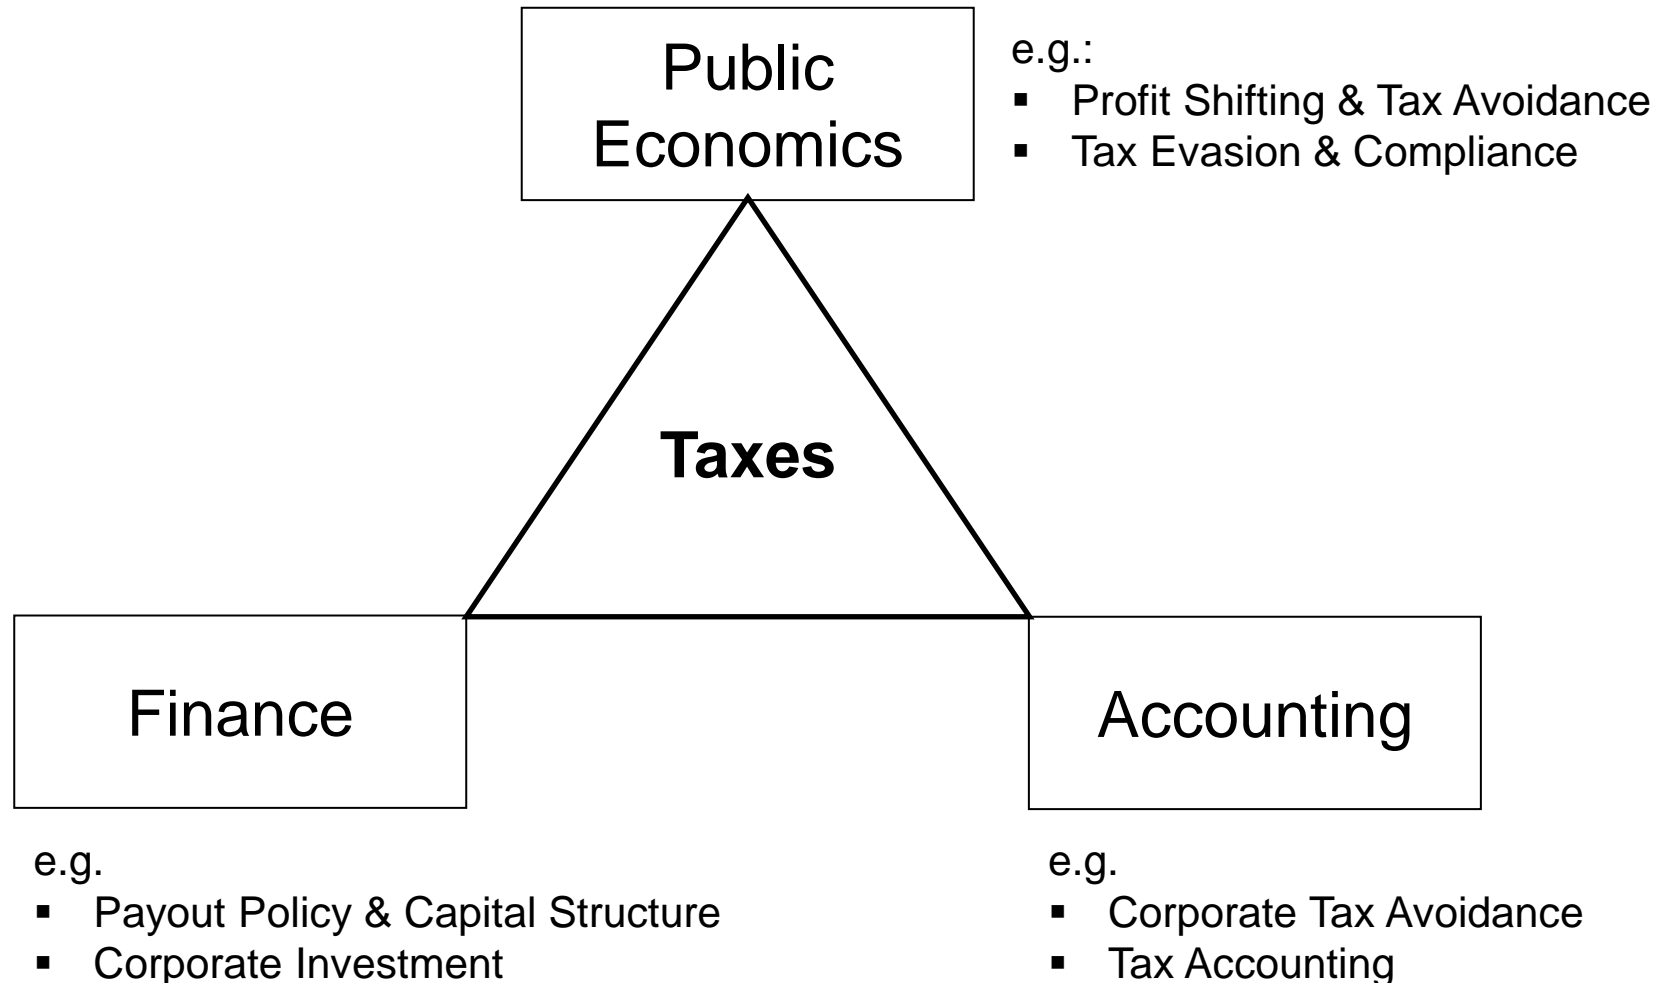 Public
Economics
e.g.:
▪ Profit Shifting & Tax Avoidance
▪ Tax Evasion & Compliance
Taxes
Finance
Accounting
e.g.
▪ Payout Policy & Capital Structure
▪ Corporate Investment
e.g.
▪ Corporate Tax Avoidance
▪ Tax Accounting